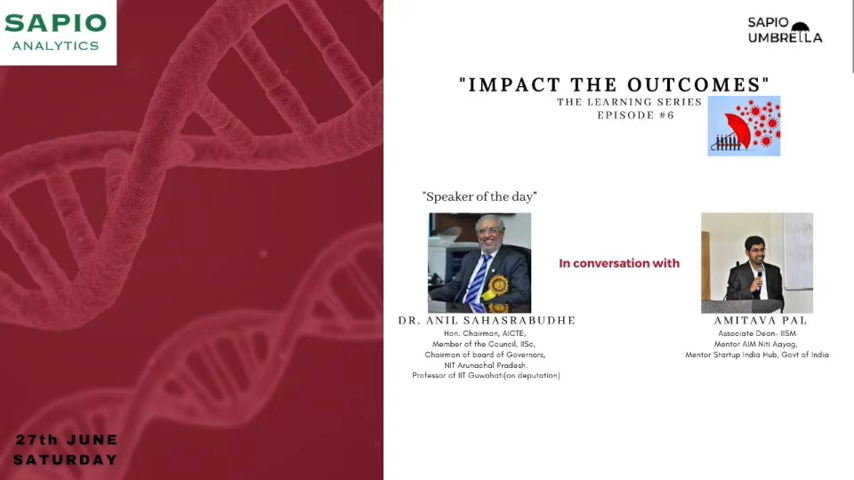 SAPIO
ANALYTICS
SAPIO
UMBRELLA
"IMPACT THE OUTCOMES"
THE LEARNING SERIES
EPISODE #6
"Speaker of the day"
In conversation with
DR. ANIL SAHASRABUDHE
Hon. Chairman, AICTE,
Member of the Council, IISc,
Chairman of board of Governors,
NIT Arunachal Pradesh.
Professor of IIT Guwahati(on deputation)
AMITAVA PAL
Associate Dean- IISM
Mentor AIM Niti Aayog,
Mentor Startup India Hub, Govt of India
27th JUNE
SATURDAY